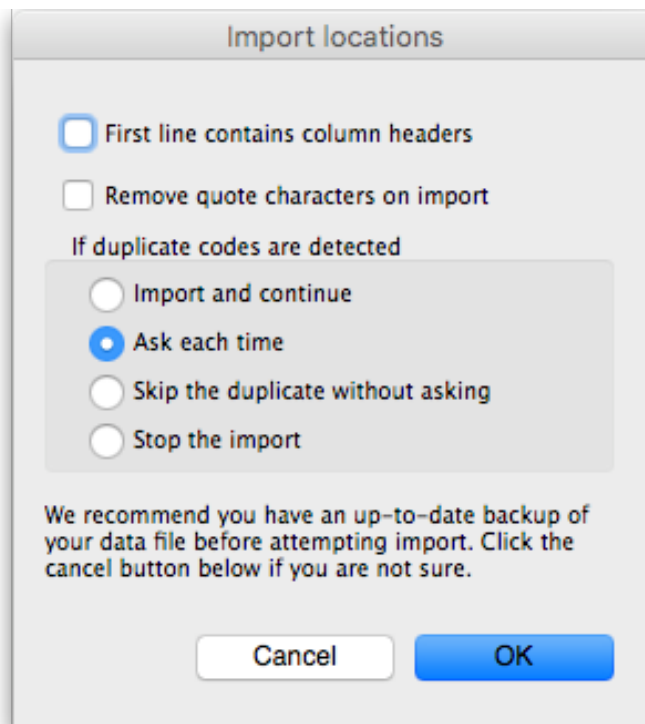 Import locations
First line contains column headers
Remove quote characters on import
If duplicate codes are detected
Import and continue
Ask each time
Skip the duplicate without asking
Stop the import
We recommend you have an up-to-date backup of
your data file before attempting import. Click the
cancel button below if you are not sure.
Cancel OK